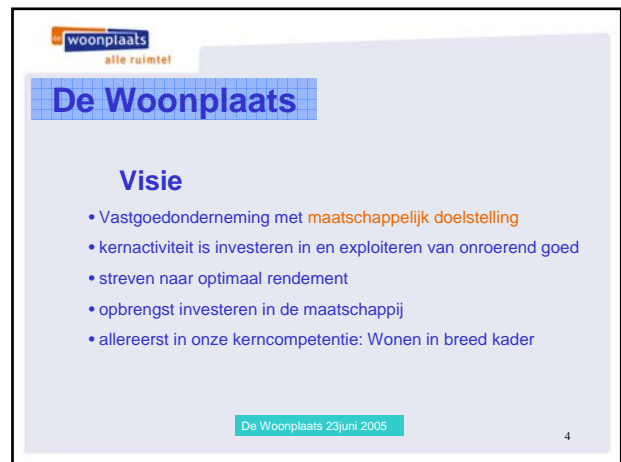 de woonplaats
alle ruimte!
De Woonplaats
Visie
• Vastgoedonderneming met maatschappelijk doelstelling
• kernactiviteit is investeren in en exploiteren van onroerend goed
• streven naar optimaal rendement
• opbrengst investeren in de maatschappij
• allereerst in onze kerncompetentie: Wonen in breed kader
De Woonplaats 23juni 2005
4